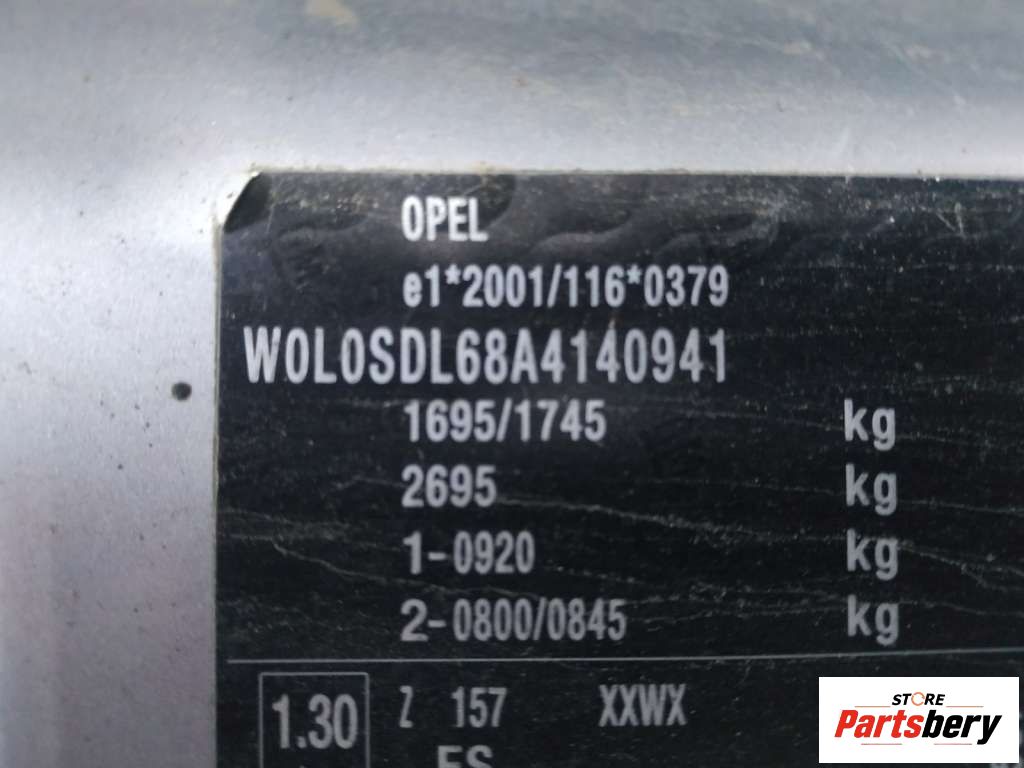 OPEL
e1*2001/116*0379
W0L0SDL68A4140941
1695/1745 kg
2695 kg
1-0920 kg
2-0800/0845 kg
1.30 Z 157 XXWX
STORE
Partsbery